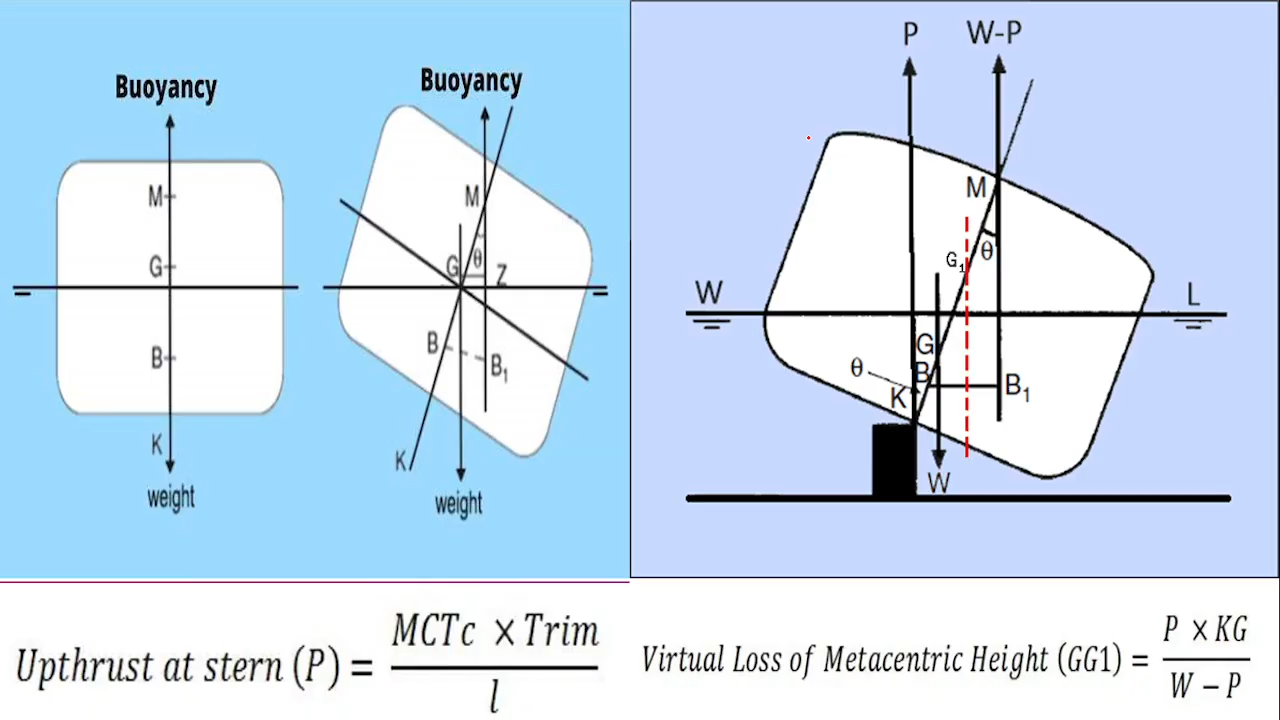 Buoyancy
M
G
B
K
weight
Buoyancy
M
G θ
Z
B
B₁
K
weight
P W-P
M
G₁ θ
W L
G
θ B
K B₁
W
Upthrust at stern (P) = MCTc × Trim / l
Virtual Loss of Metacentric Height (GG1) = P × KG / W − P